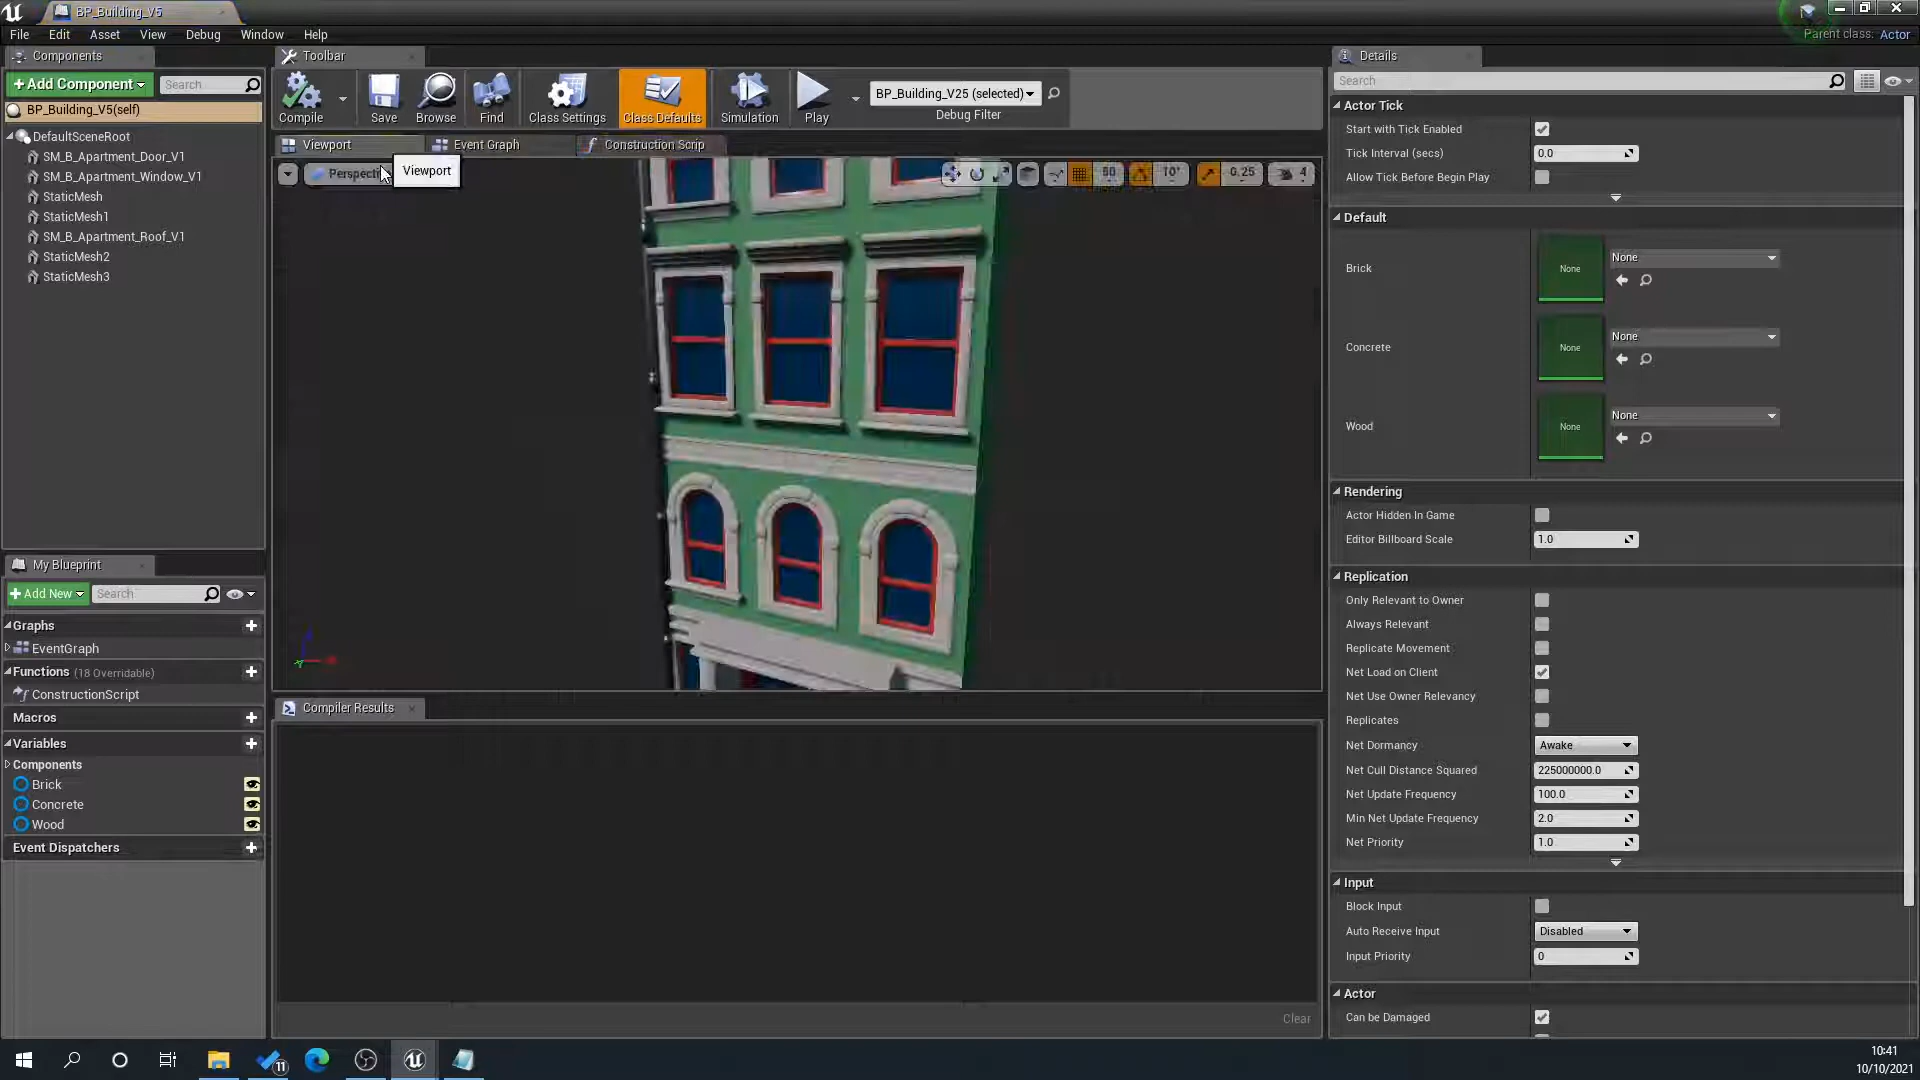 BP_Building_V5
File Edit Asset View Debug Window Help
Parent class: Actor
Components
Toolbar
Details
+Add Component
Search
Compile
Save
Browse
Find
Class Settings
Class Defaults
Simulation
Play
BP_Building_V25 (selected)
Debug Filter
Search
BP_Building_V5(self)
DefaultSceneRoot
SM_B_Apartment_Door_V1
SM_B_Apartment_Window_V1
StaticMesh
StaticMesh1
SM_B_Apartment_Roof_V1
StaticMesh2
StaticMesh3
Viewport
Event Graph
Construction Scrip
Perspecti
Viewport
10°
0.25
4
Actor Tick
Start with Tick Enabled
Tick Interval (secs) 0.0
Allow Tick Before Begin Play
Default
Brick None None
Concrete None None
Wood None None
Rendering
Actor Hidden In Game
Editor Billboard Scale 1.0
Replication
Only Relevant to Owner
Always Relevant
Replicate Movement
Net Load on Client
Net Use Owner Relevancy
Replicates
Net Dormancy Awake
Net Cull Distance Squared 225000000.0
Net Update Frequency 100.0
Min Net Update Frequency 2.0
Net Priority 1.0
Input
Block Input
Auto Receive Input Disabled
Input Priority 0
Actor
Can be Damaged
My Blueprint
+Add New
Search
Graphs
EventGraph
Functions (18 Overridable)
ConstructionScript
Macros
Variables
Components
Brick
Concrete
Wood
Event Dispatchers
Compiler Results
Clear
11
10:41
10/10/2021